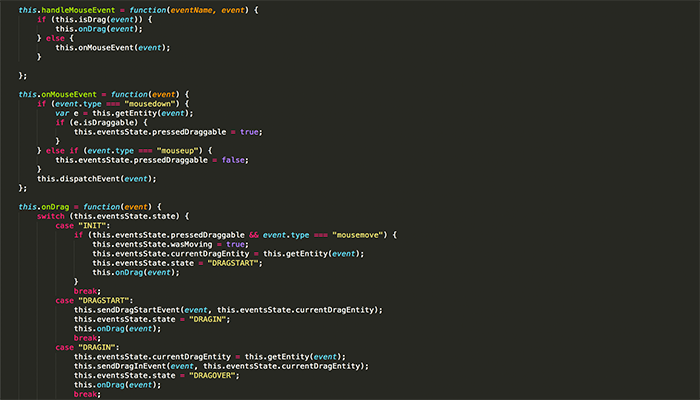 this.handleMouseEvent = function(eventName, event) {
    if (this.isDrag(event)) {
        this.onDrag(event);
    } else {
        this.onMouseEvent(event);
    }

};

this.onMouseEvent = function(event) {
    if (event.type === "mousedown") {
        var e = this.getEntity(event);
        if (e.isDraggable) {
            this.eventsState.pressedDraggable = true;
        }
    } else if (event.type === "mouseup") {
        this.eventsState.pressedDraggable = false;
    }
    this.dispatchEvent(event);
};

this.onDrag = function(event) {
    switch (this.eventsState.state) {
        case "INIT":
            if (this.eventsState.pressedDraggable && event.type === "mousemove") {
                this.eventsState.wasMoving = true;
                this.eventsState.currentDragEntity = this.getEntity(event);
                this.eventsState.state = "DRAGSTART";
                this.onDrag(event);
            }
            break;
        case "DRAGSTART":
            this.sendDragStartEvent(event, this.eventsState.currentDragEntity);
            this.eventsState.state = "DRAGIN";
            this.onDrag(event);
            break;
        case "DRAGIN":
            this.eventsState.currentDragEntity = this.getEntity(event);
            this.sendDragInEvent(event, this.eventsState.currentDragEntity);
            this.eventsState.state = "DRAGOVER";
            this.onDrag(event);
            break;